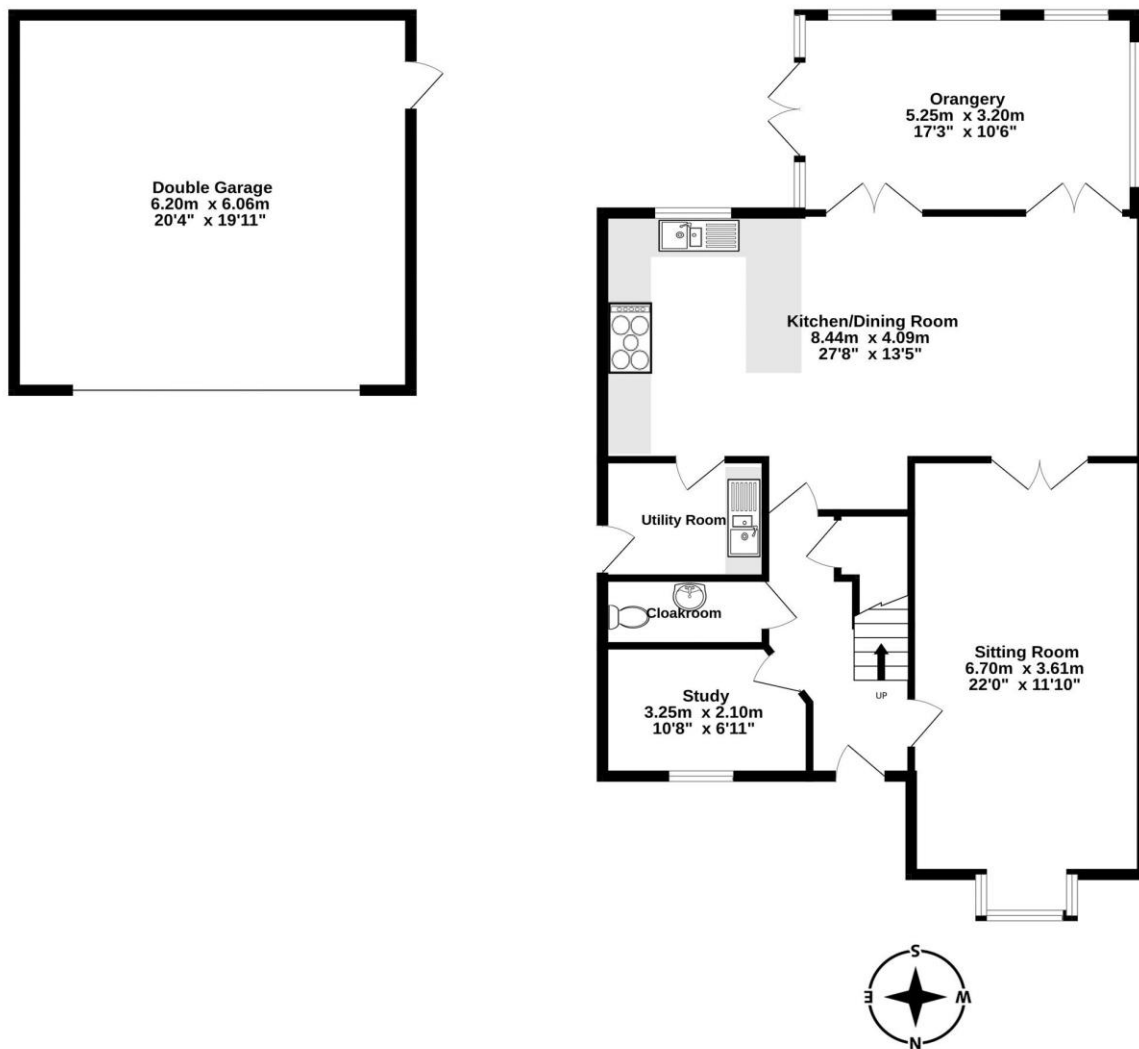 Double Garage
6.20m x 6.06m
20'4" x 19'11"
Orangery
5.25m x 3.20m
17'3" x 10'6"
Kitchen/Dining Room
8.44m x 4.09m
27'8" x 13'5"
Utility Room
Cloakroom
Study
3.25m x 2.10m
10'8" x 6'11"
UP
Sitting Room
6.70m x 3.61m
22'0" x 11'10"
S
E
W
N